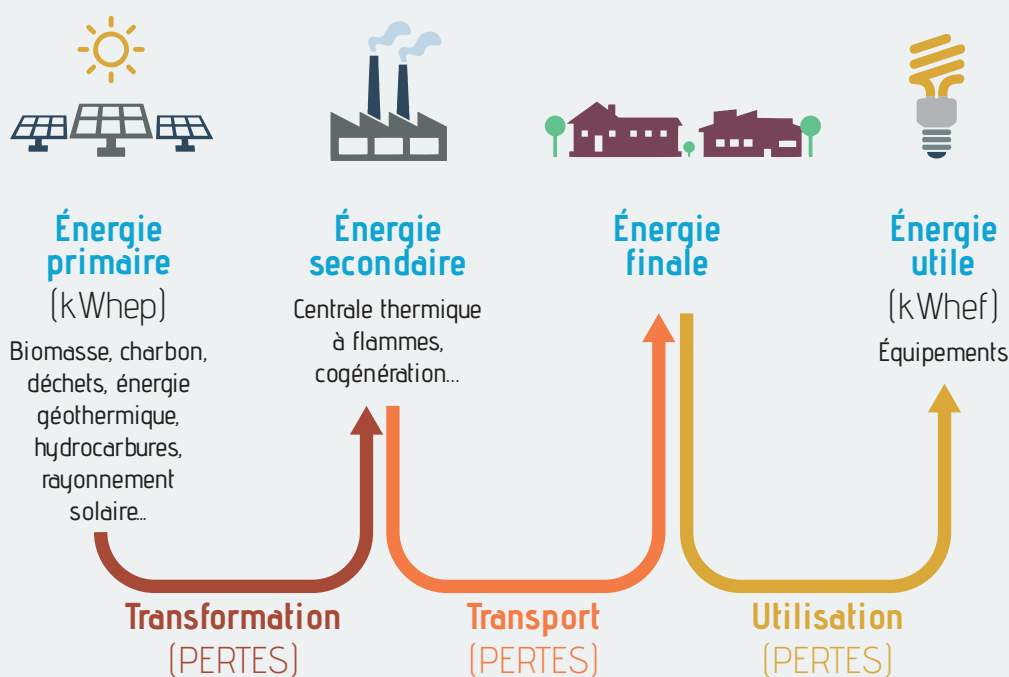 Énergie
primaire
(kWhep)
Biomasse, charbon,
déchets, énergie
géothermique,
hydrocarbures,
rayonnement
solaire...
Énergie
secondaire
Centrale thermique
à flammes,
cogénération...
Énergie
finale
Énergie
utile
(kWhef)
Équipements
Transformation
(PERTES)
Transport
(PERTES)
Utilisation
(PERTES)